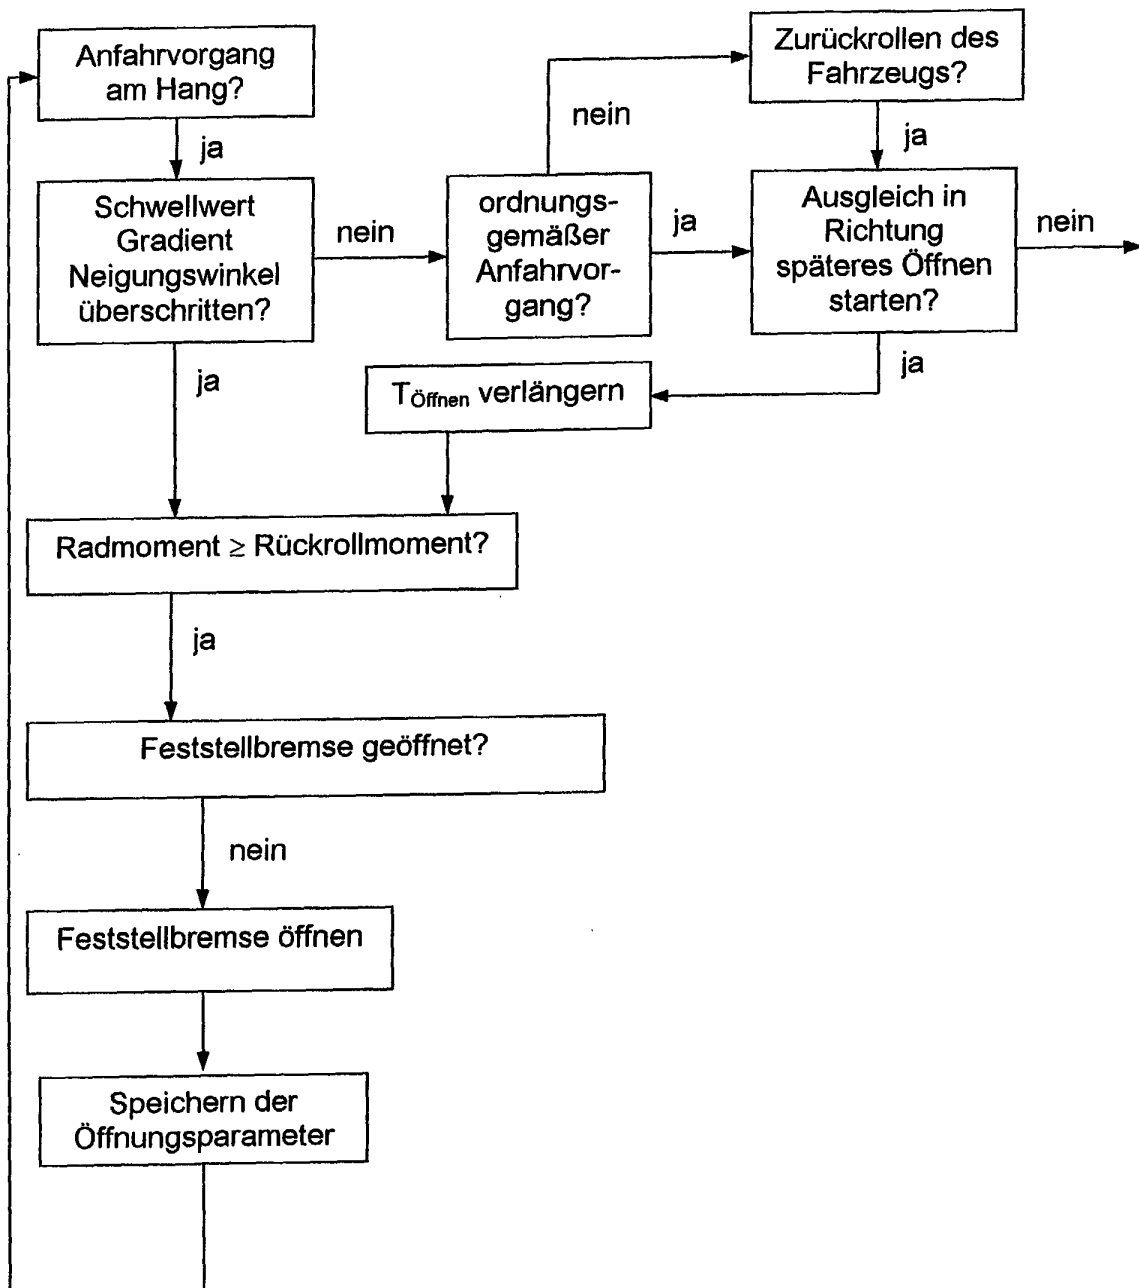 Anfahrvorgang
am Hang?
Zurückrollen des
Fahrzeugs?
nein
ja
ja
Schwellwert
Gradient
Neigungswinkel
überschritten?
nein
ordnungs-
gemäßer
Anfahrvor-
gang?
ja
Ausgleich in
Richtung
späteres Öffnen
starten?
nein
ja
ja
TÖffnen verlängern
Radmoment ≥ Rückrollmoment?
ja
Feststellbremse geöffnet?
nein
Feststellbremse öffnen
Speichern der
Öffnungsparameter